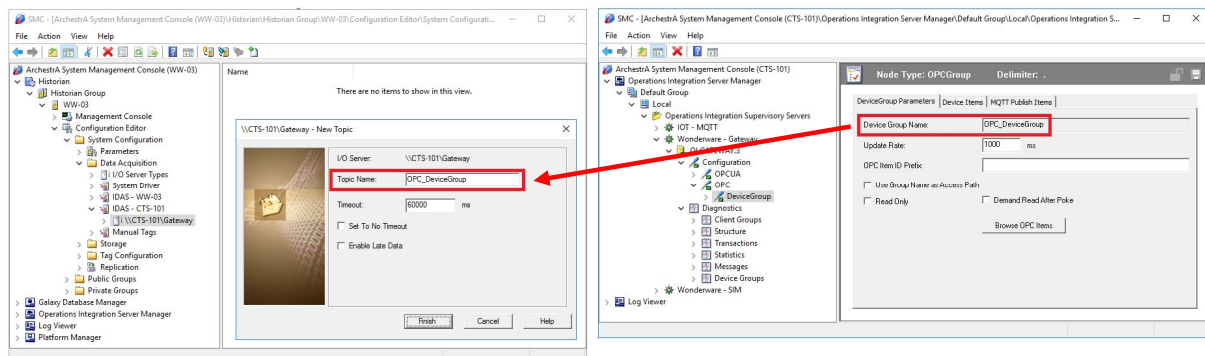 SMC - [ArchestrA System Management Console (WW-03)\Historian\Historian Group\WW-03\Configuration Editor\System Configurati...
File Action View Help
ArchestrA System Management Console (WW-03)
Historian
Historian Group
WW-03
Management Console
Configuration Editor
System Configuration
Parameters
Data Acquisition
I/O Server Types
System Driver
IDAS - WW-03
IDAS - CTS-101
\\CTS-101\Gateway
Manual Tags
Storage
Tag Configuration
Replication
Public Groups
Private Groups
Galaxy Database Manager
Operations Integration Server Manager
Log Viewer
Platform Manager
Name
There are no items to show in this view.
\\CTS-101\Gateway - New Topic
I/O Server: \\CTS-101\Gateway
Topic Name: OPC_DeviceGroup
Timeout: 60000 ms
Set To No Timeout
Enable Late Data
Finish Cancel Help
SMC - [ArchestrA System Management Console (CTS-101)\Operations Integration Server Manager\Default Group\Local\Operations Integration S...
File Action View Help
ArchestrA System Management Console (CTS-101)
Operations Integration Server Manager
Default Group
Local
Operations Integration Supervisory Servers
IOT - MQTT
Wonderware - Gateway
OI.GATEWAY.3
Configuration
OPCUA
OPC
DeviceGroup
Diagnostics
Client Groups
Structure
Transactions
Statistics
Messages
Device Groups
Wonderware - SIM
Log Viewer
Node Type: OPCGroup Delimiter: .
DeviceGroup Parameters Device Items MQTT Publish Items
Device Group Name: OPC_DeviceGroup
Update Rate: 1000 ms
OPC Item ID Prefix:
Use Group Name as Access Path
Read Only Demand Read After Poke
Browse OPC Items